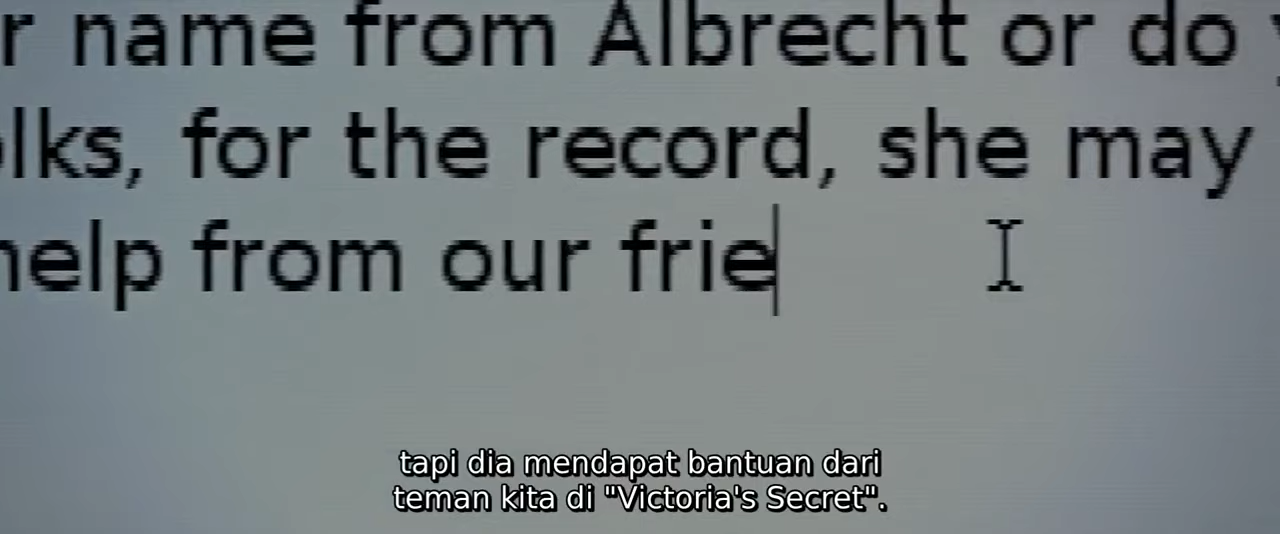 r name from Albrecht or do
lks, for the record, she may
help from our frie
tapi dia mendapat bantuan dari
teman kita di "Victoria's Secret".